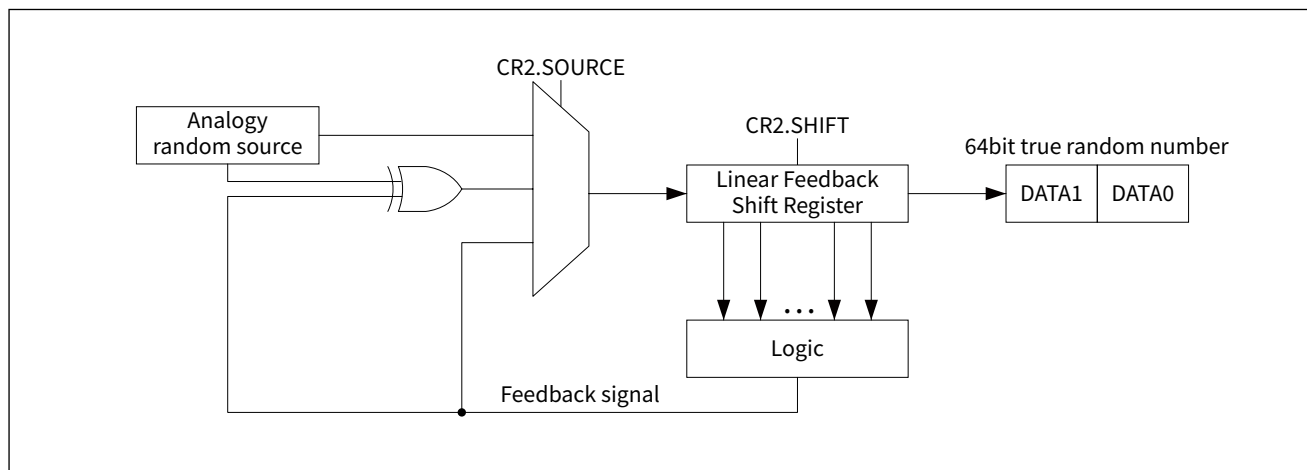 CR2.SOURCE
Analogy
random source
CR2.SHIFT
64bit true random number
Linear Feedback
Shift Register
DATA1 DATA0
...
Logic
Feedback signal